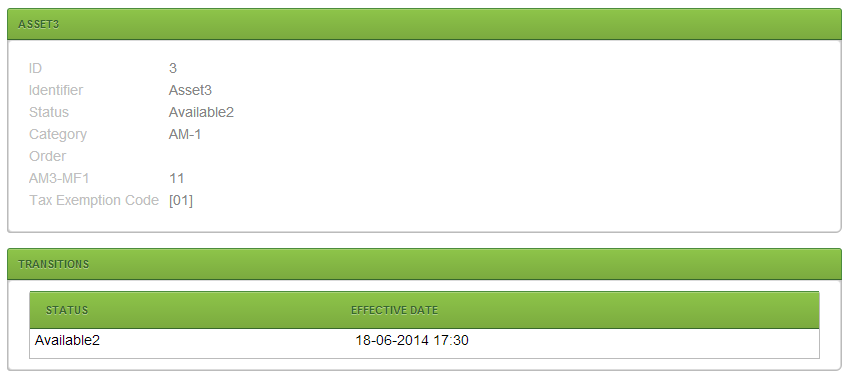 ASSET3
ID 3
Identifier Asset3
Status Available2
Category AM-1
Order
AM3-MF1 11
Tax Exemption Code [01]
TRANSITIONS
STATUS EFFECTIVE DATE
Available2 18-06-2014 17:30